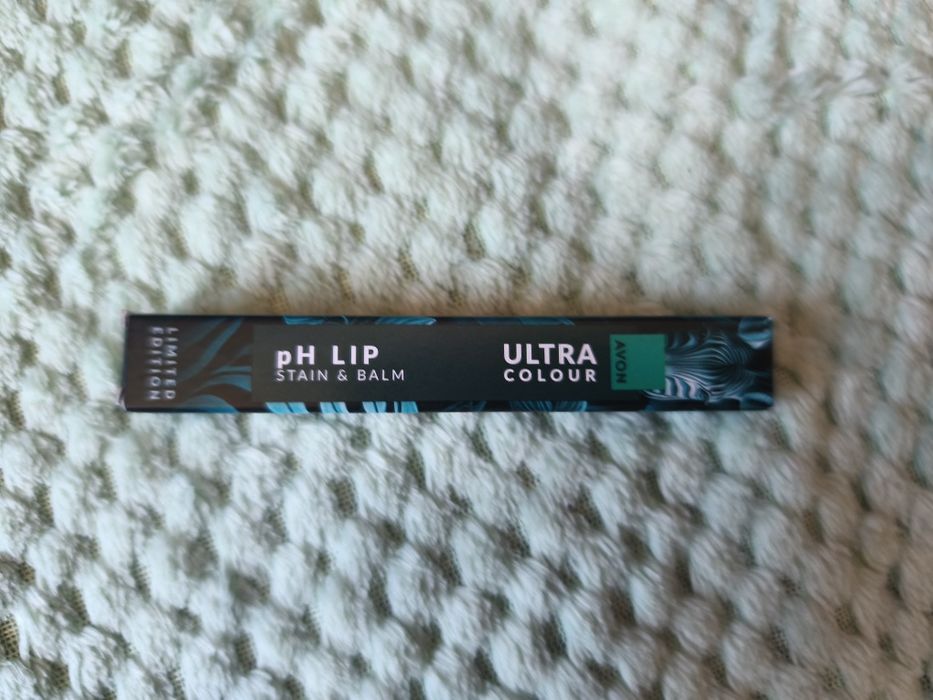 LIMITED
EDITION
pH LIP
STAIN & BALM
ULTRA
COLOUR
AVON